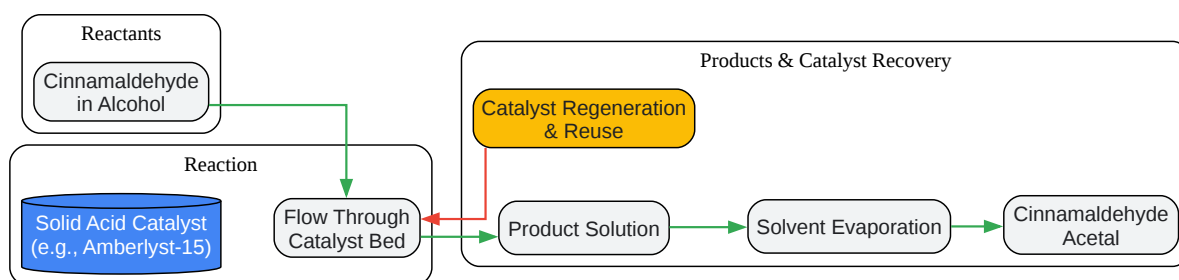 Reactants
Cinnamaldehyde
in Alcohol
Reaction
Solid Acid Catalyst
(e.g., Amberlyst-15)
Flow Through
Catalyst Bed
Products & Catalyst Recovery
Catalyst Regeneration
& Reuse
Product Solution
Solvent Evaporation
Cinnamaldehyde
Acetal